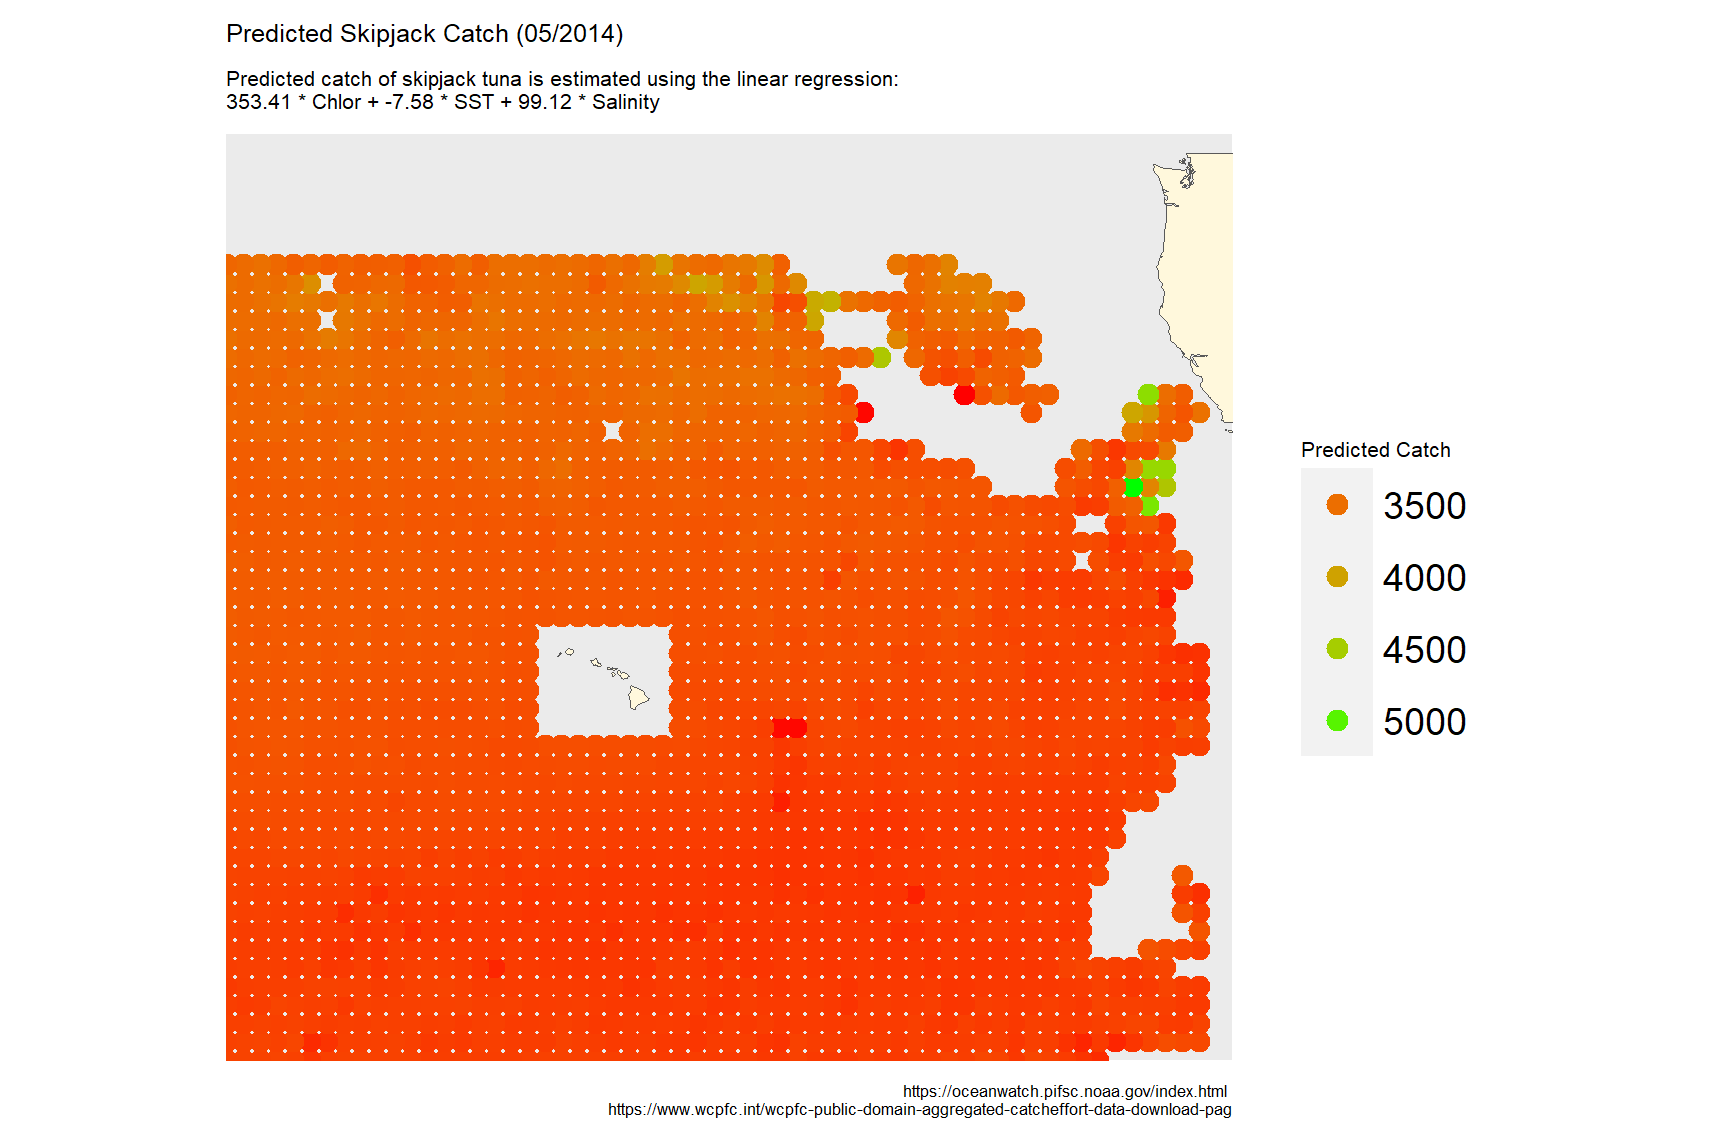 Predicted Skipjack Catch (05/2014)
Predicted catch of skipjack tuna is estimated using the linear regression:
353.41 * Chlor + -7.58 * SST + 99.12 * Salinity
Predicted Catch
3500
4000
4500
5000
https://oceanwatch.pifsc.noaa.gov/index.html
https://www.wcpfc.int/wcpfc-public-domain-aggregated-catcheffort-data-download-pag